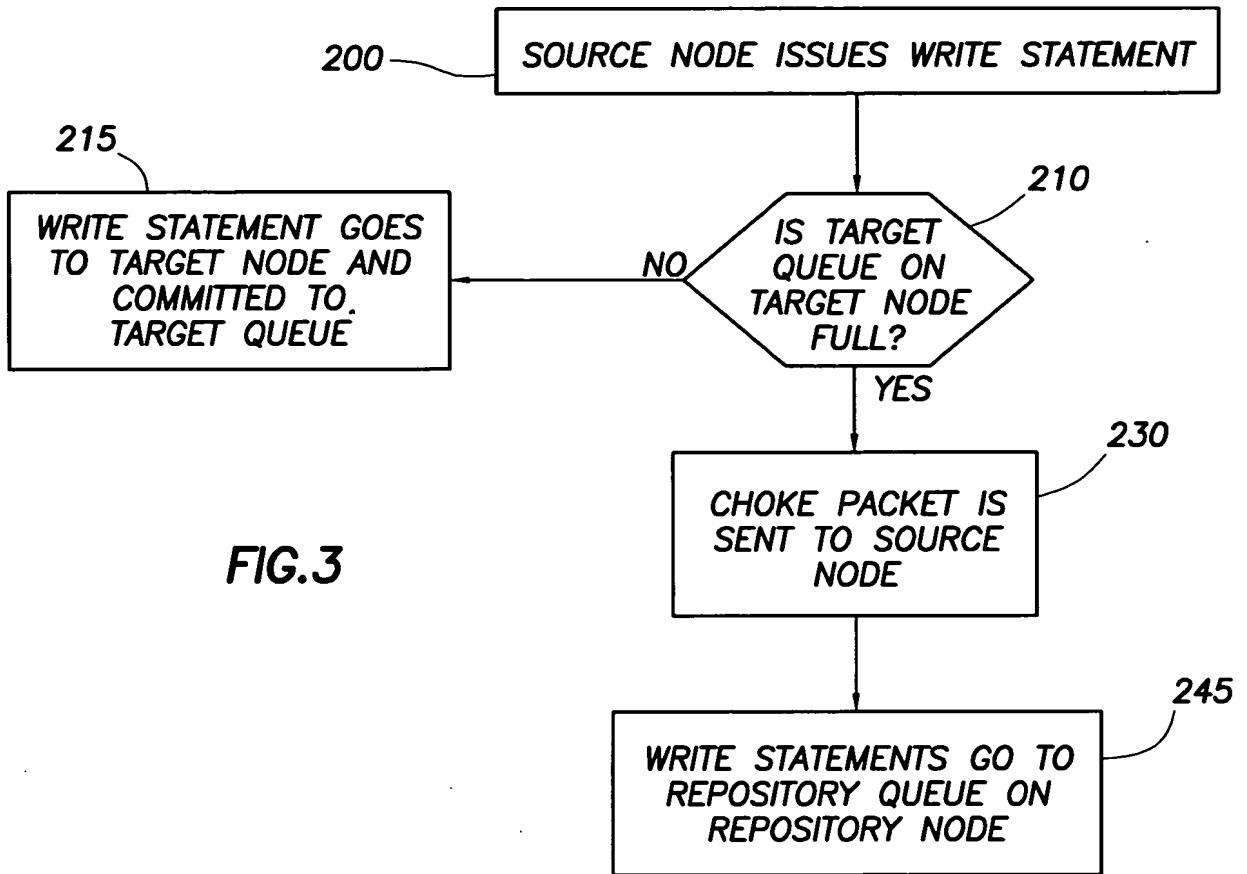 200
SOURCE NODE ISSUES WRITE STATEMENT
215
WRITE STATEMENT GOES
TO TARGET NODE AND
COMMITTED TO
TARGET QUEUE
NO
210
IS TARGET
QUEUE ON
TARGET NODE
FULL?
YES
230
CHOKE PACKET IS
SENT TO SOURCE
NODE
FIG.3
245
WRITE STATEMENTS GO TO
REPOSITORY QUEUE ON
REPOSITORY NODE